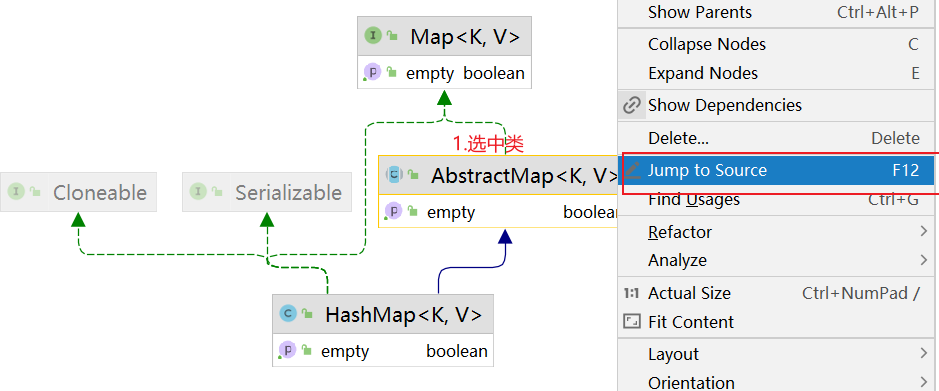 Map<K, V>
empty boolean
1.选中类
Cloneable
Serializable
AbstractMap<K, V>
empty boolean
HashMap<K, V>
empty boolean
Show Parents Ctrl+Alt+P
Collapse Nodes C
Expand Nodes E
Show Dependencies
Delete... Delete
Jump to Source F12
Find Usages Ctrl+G
Refactor
Analyze
1:1 Actual Size Ctrl+NumPad /
Fit Content
Layout
Orientation